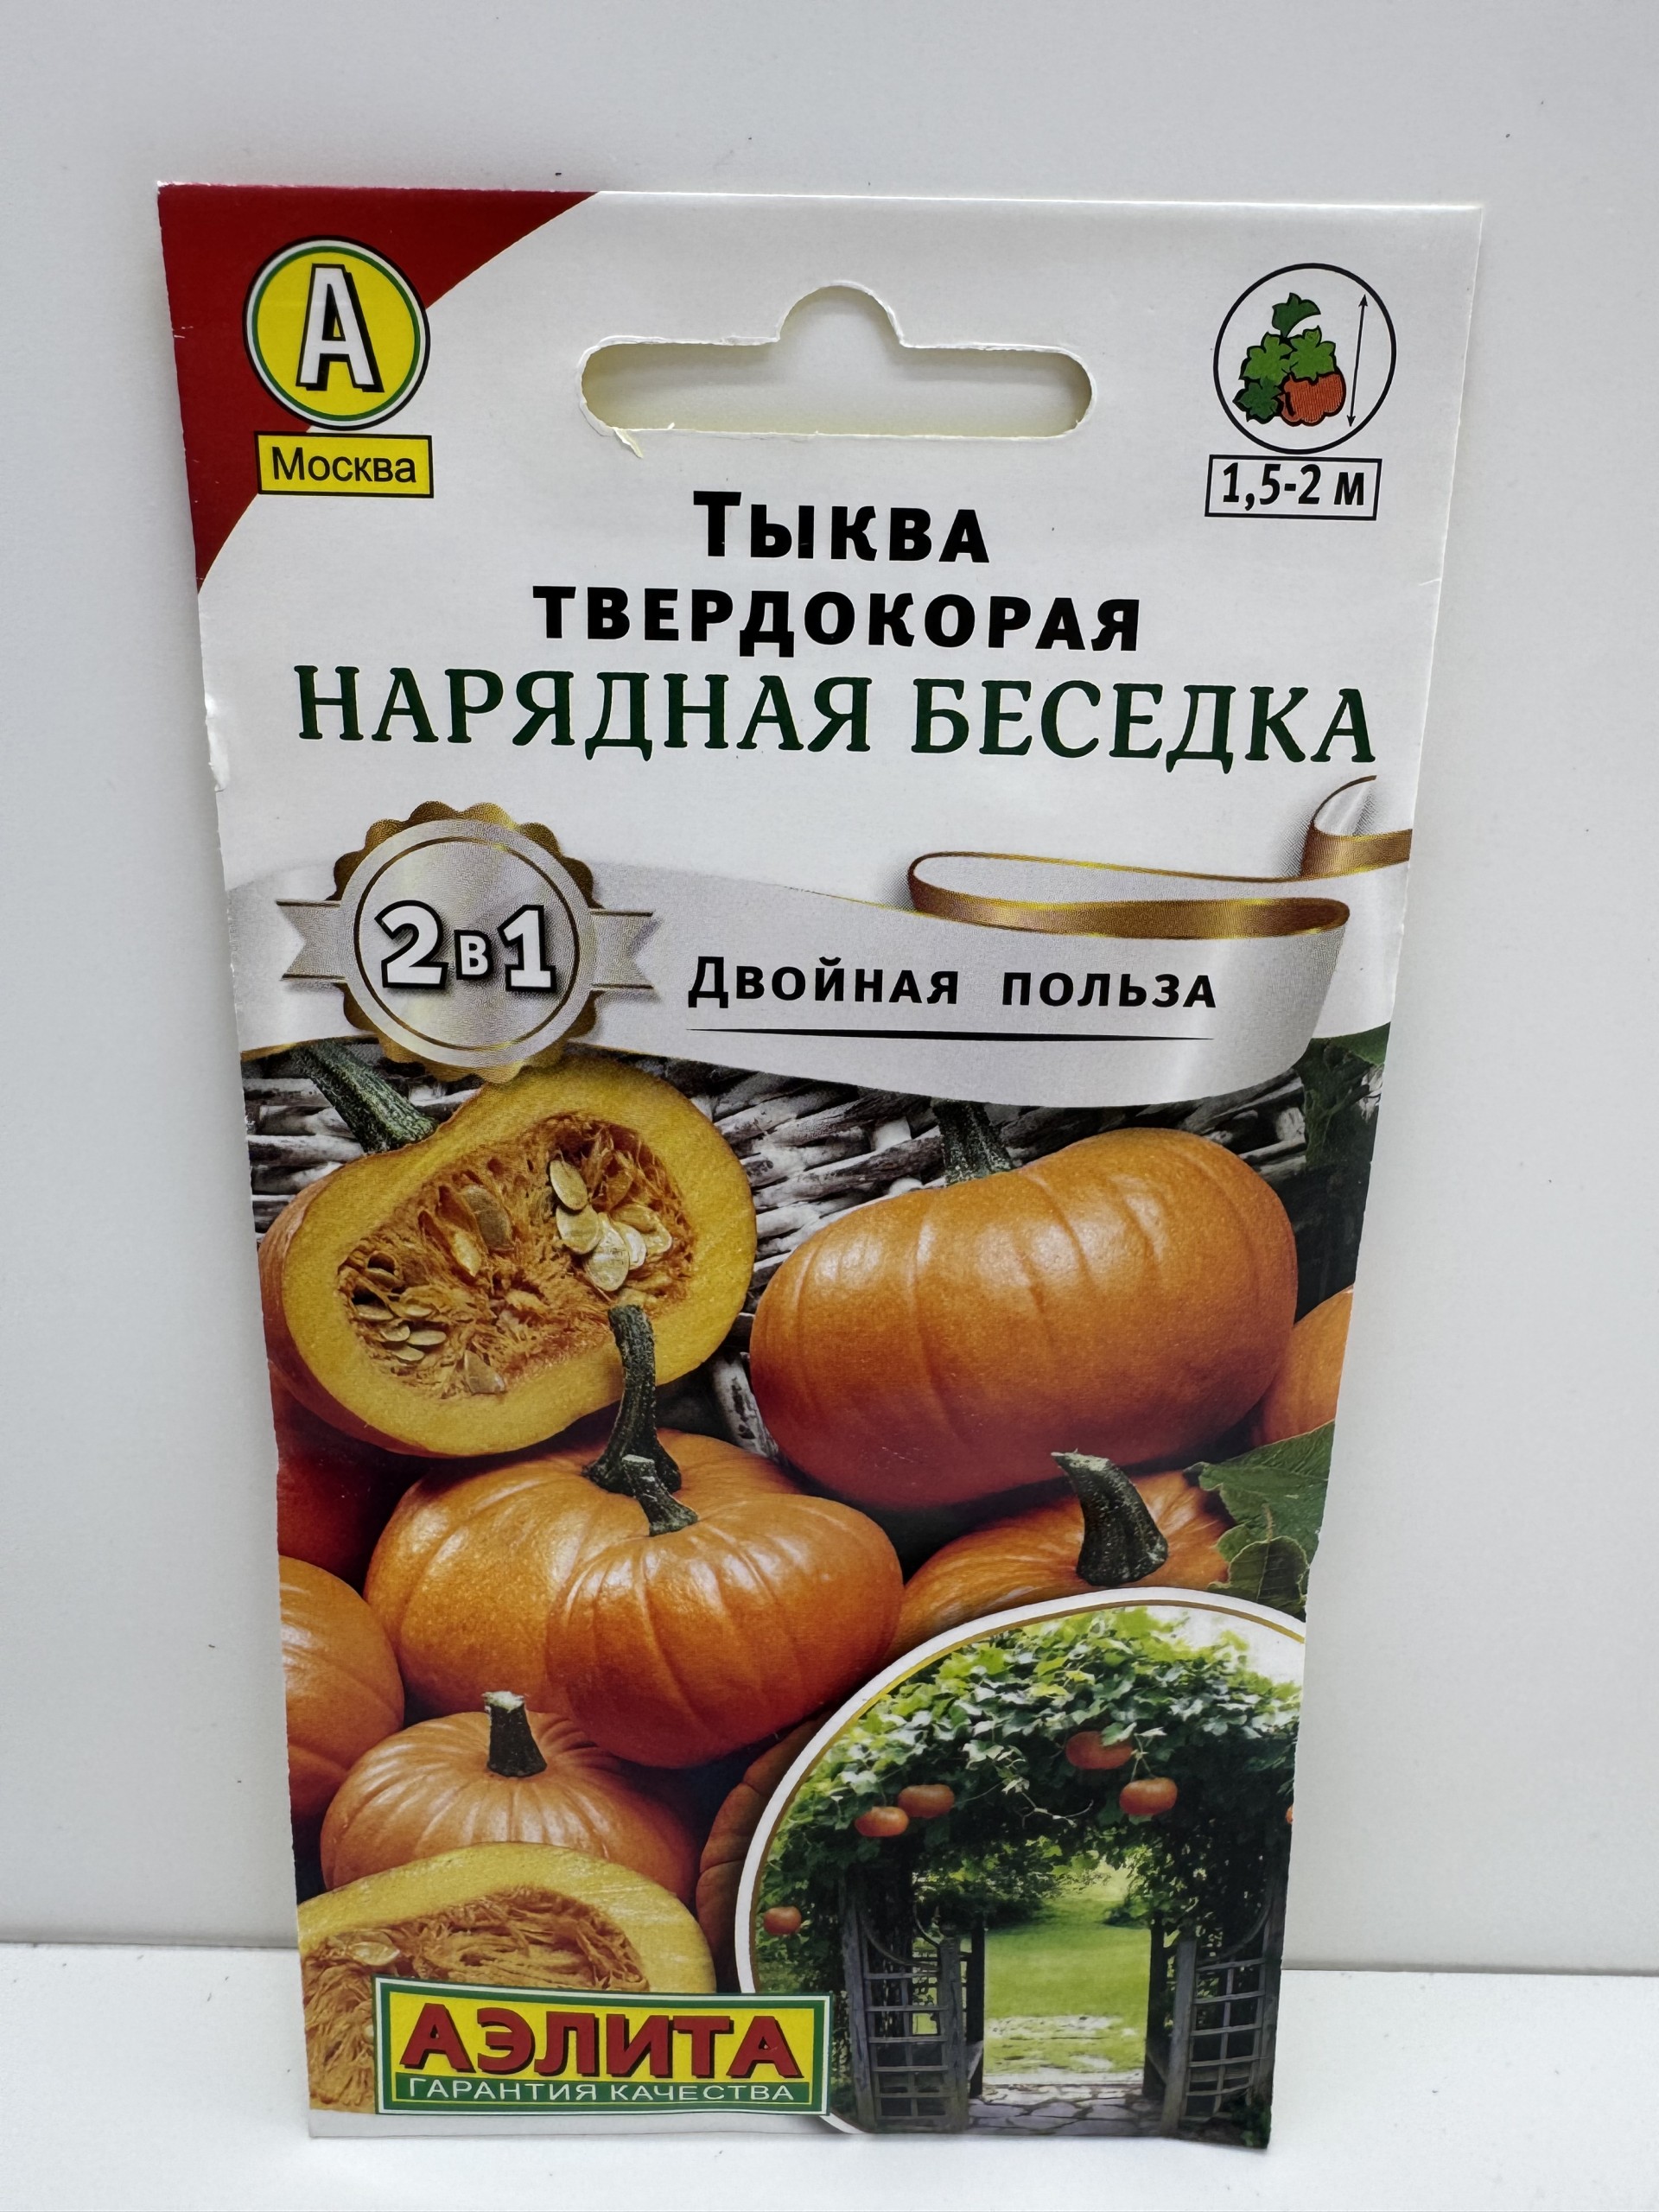 А
Москва
1,5-2 м
Тыква
твердокорая
НАРЯДНАЯ БЕСЕДКА
2в1
Двойная польза
АЭЛИТА
ГАРАНТИЯ КАЧЕСТВА